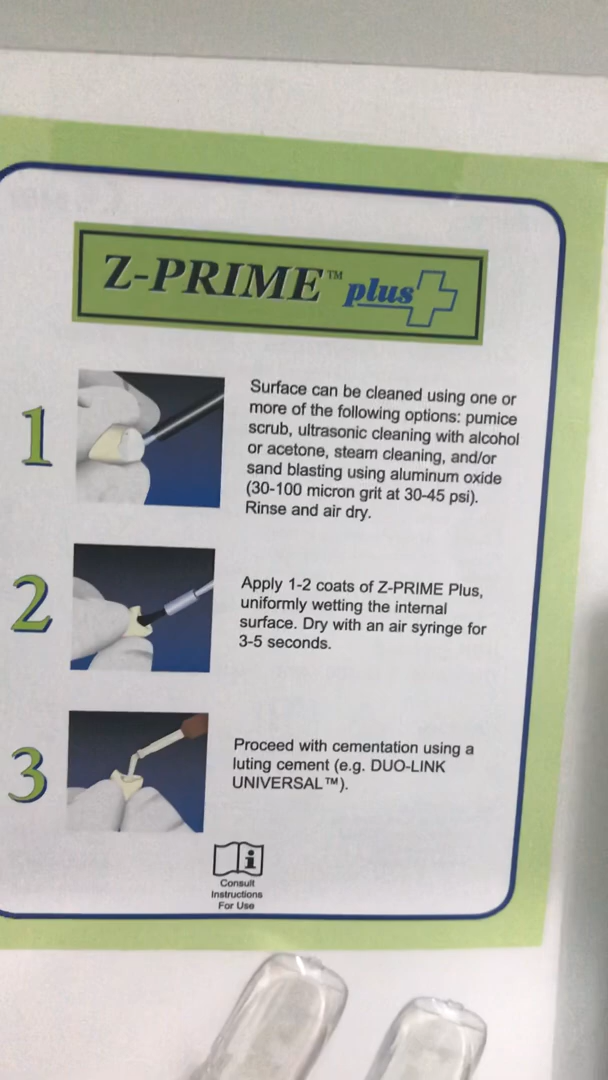 Z-PRIME™ plus
1
Surface can be cleaned using one or
more of the following options: pumice
scrub, ultrasonic cleaning with alcohol
or acetone, steam cleaning, and/or
sand blasting using aluminum oxide
(30-100 micron grit at 30-45 psi).
Rinse and air dry.
2
Apply 1-2 coats of Z-PRIME Plus,
uniformly wetting the internal
surface. Dry with an air syringe for
3-5 seconds.
3
Proceed with cementation using a
luting cement (e.g. DUO-LINK
UNIVERSAL™).
i
Consult
Instructions
For Use